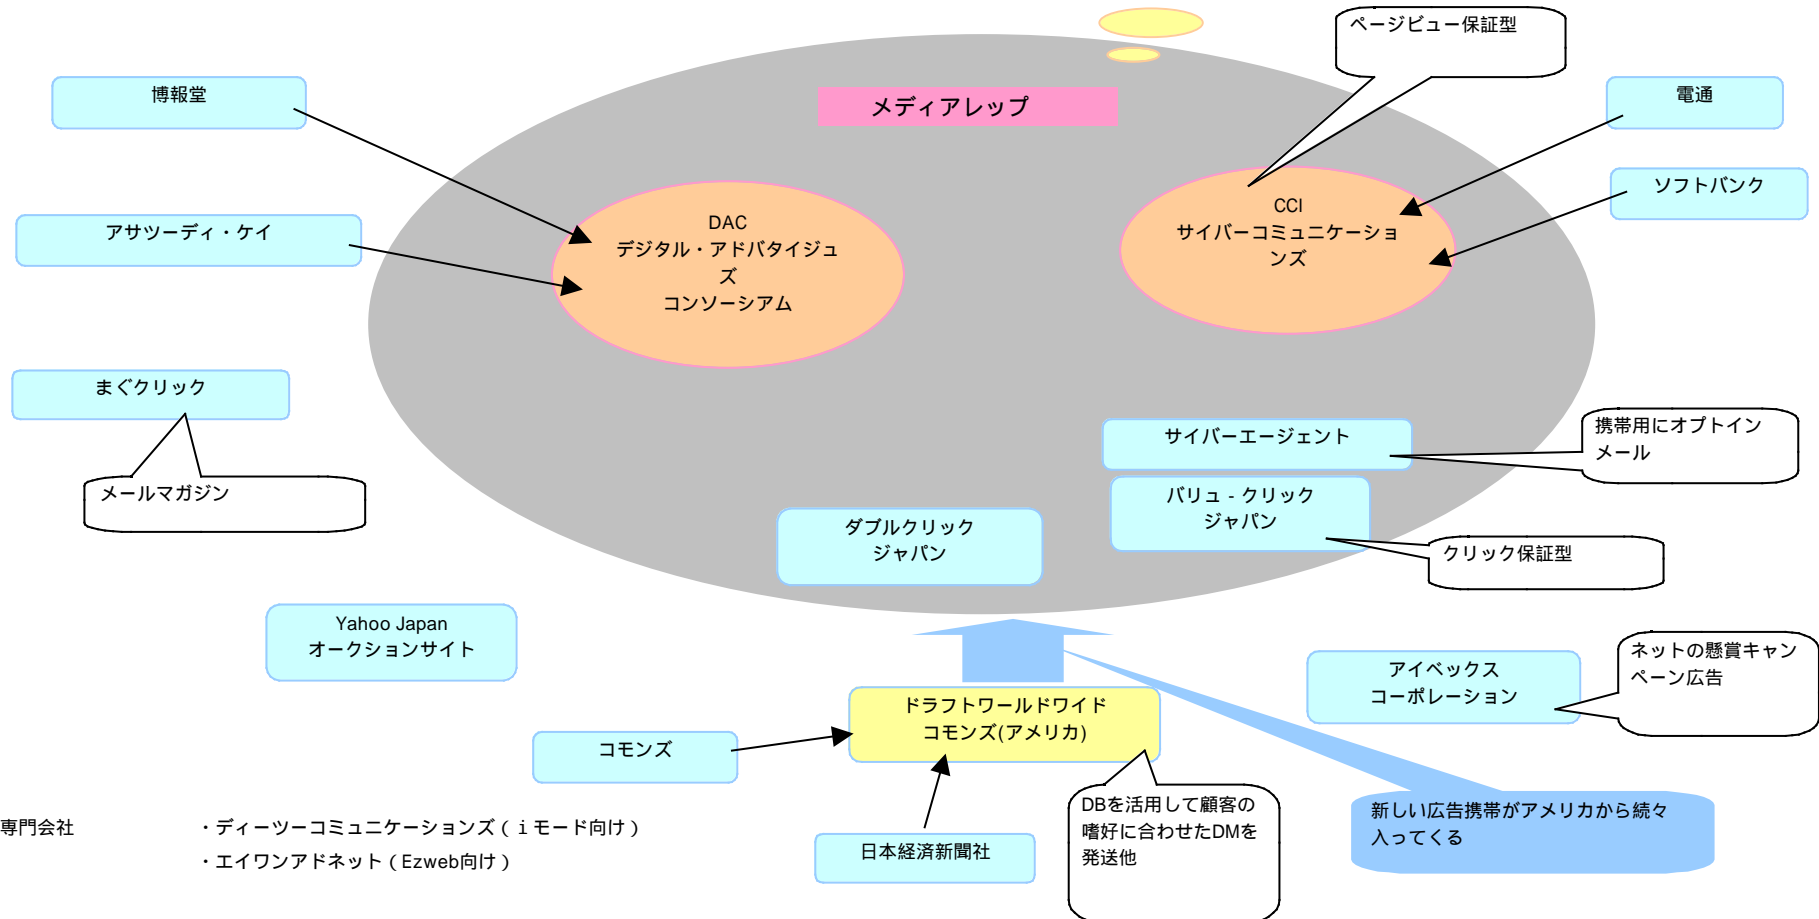 ページビュー保証型
博報堂
メディアレップ
電通
ソフトバンク
アサツーディ・ケイ
DAC
デジタル・アドバタイジュ
ズ
コンソーシアム
CCI
サイバーコミュニケーショ
ンズ
まぐクリック
メールマガジン
サイバーエージェント
携帯用にオプトイン
メール
バリュ - クリック
ジャパン
クリック保証型
ダブルクリック
ジャパン
Yahoo Japan
オークションサイト
アイベックス
コーポレーション
ネットの懸賞キャン
ペーン広告
ドラフトワールドワイド
コモンズ(アメリカ)
コモンズ
DBを活用して顧客の
嗜好に合わせたDMを
発送他
新しい広告携帯がアメリカから続々
入ってくる
日本経済新聞社
専門会社 ・ディーツーコミュニケーションズ（ｉモード向け）
・エイワンアドネット（Ezweb向け）